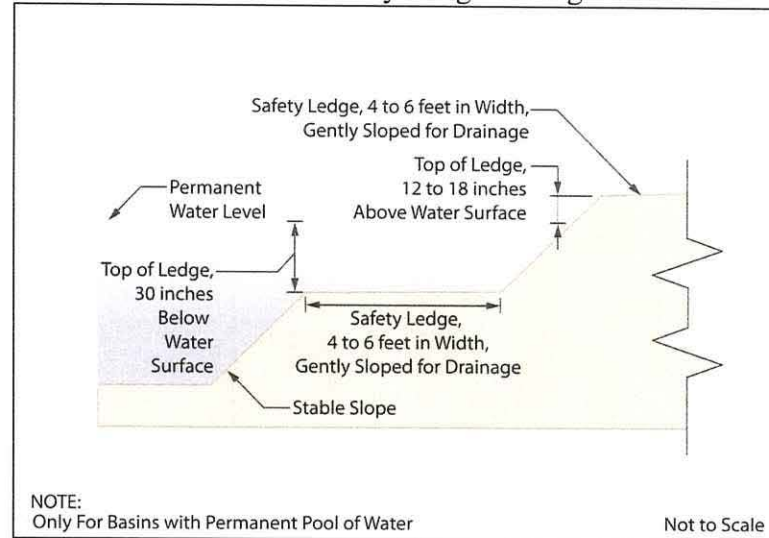 Safety Ledge, 4 to 6 feet in Width,
Gently Sloped for Drainage
Top of Ledge,
12 to 18 inches
Above Water Surface
Permanent
Water Level
Top of Ledge,
30 inches
Below
Water
Surface
Safety Ledge,
4 to 6 feet in Width,
Gently Sloped for Drainage
Stable Slope
NOTE:
Only For Basins with Permanent Pool of Water
Not to Scale